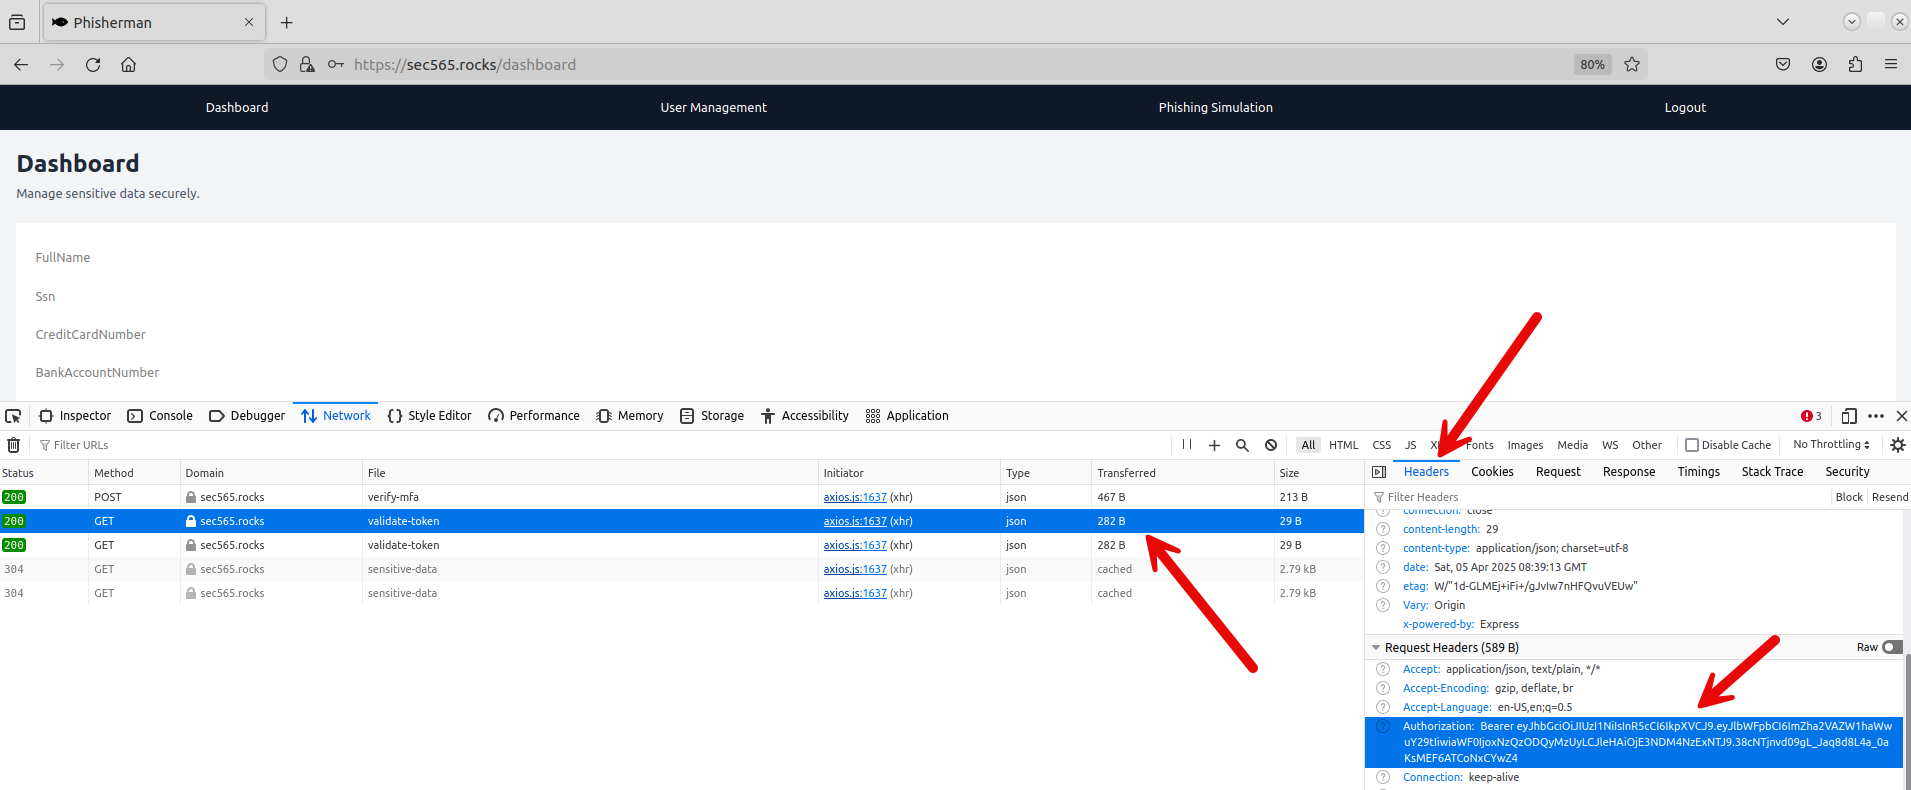 Phisherman
https://sec565.rocks/dashboard
80%
Dashboard User Management Phishing Simulation Logout
Dashboard
Manage sensitive data securely.
FullName
Ssn
CreditCardNumber
BankAccountNumber
Inspector Console Debugger Network Style Editor Performance Memory Storage Accessibility Application 3
Filter URLs All HTML CSS JS Fonts Images Media WS Other Disable Cache No Throttling
Status Method Domain File Initiator Type Transferred Size
200 POST sec565.rocks verify-mfa axios.js:1637 (xhr) json 467 B 213 B
200 GET sec565.rocks validate-token axios.js:1637 (xhr) json 282 B 29 B
200 GET sec565.rocks validate-token axios.js:1637 (xhr) json 282 B 29 B
304 GET sec565.rocks sensitive-data axios.js:1637 (xhr) json cached 2.79 kB
304 GET sec565.rocks sensitive-data axios.js:1637 (xhr) json cached 2.79 kB
Headers Cookies Request Response Timings Stack Trace Security
Filter Headers Block Resend
connection: close
content-length: 29
content-type: application/json; charset=utf-8
date: Sat, 05 Apr 2025 08:39:13 GMT
etag: W/"1d-GLMEj+iFi+/gJvIw7nHFQvuVEUw"
Vary: Origin
x-powered-by: Express
Request Headers (589 B) Raw
Accept: application/json, text/plain, */*
Accept-Encoding: gzip, deflate, br
Accept-Language: en-US,en;q=0.5
Authorization: Bearer eyJhbGciOiJIUzI1NiIsInR5cCI6IkpXVCJ9.eyJlbWFpbCI6ImZha2VAZW1haWw
uY29tIiwiaWF0IjoxNzQzODQyMzUyLCJleHAiOjE3NDM4NzExNTJ9.38cNTjnvd09gL_Jaq8d8L4a_0a
KsMEF6ATCoNxCYwZ4
Connection: keep-alive